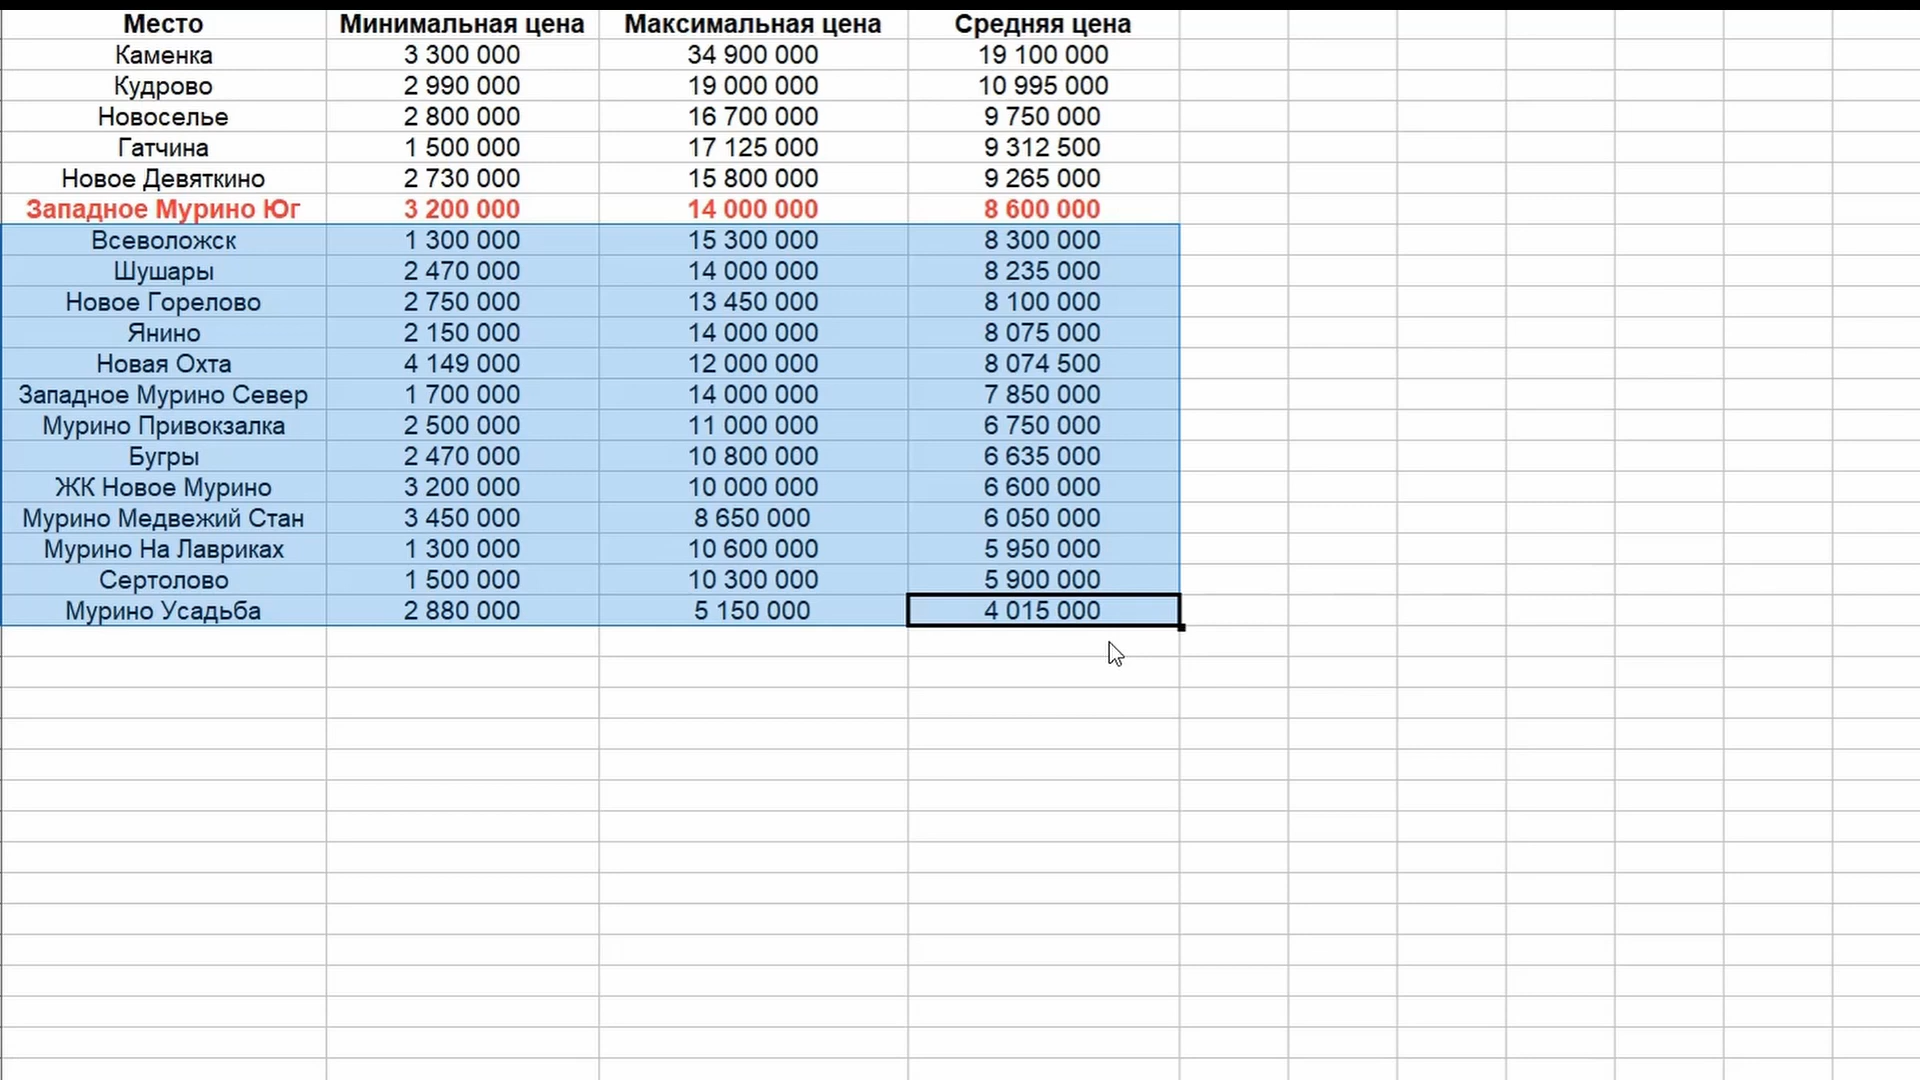 Место Минимальная цена Максимальная цена Средняя цена
Каменка 3 300 000 34 900 000 19 100 000
Кудрово 2 990 000 19 000 000 10 995 000
Новоселье 2 800 000 16 700 000 9 750 000
Гатчина 1 500 000 17 125 000 9 312 500
Новое Девяткино 2 730 000 15 800 000 9 265 000
Западное Мурино Юг 3 200 000 14 000 000 8 600 000
Всеволожск 1 300 000 15 300 000 8 300 000
Шушары 2 470 000 14 000 000 8 235 000
Новое Горелово 2 750 000 13 450 000 8 100 000
Янино 2 150 000 14 000 000 8 075 000
Новая Охта 4 149 000 12 000 000 8 074 500
Западное Мурино Север 1 700 000 14 000 000 7 850 000
Мурино Привокзалка 2 500 000 11 000 000 6 750 000
Бугры 2 470 000 10 800 000 6 635 000
ЖК Новое Мурино 3 200 000 10 000 000 6 600 000
Мурино Медвежий Стан 3 450 000 8 650 000 6 050 000
Мурино На Лавриках 1 300 000 10 600 000 5 950 000
Сертолово 1 500 000 10 300 000 5 900 000
Мурино Усадьба 2 880 000 5 150 000 4 015 000